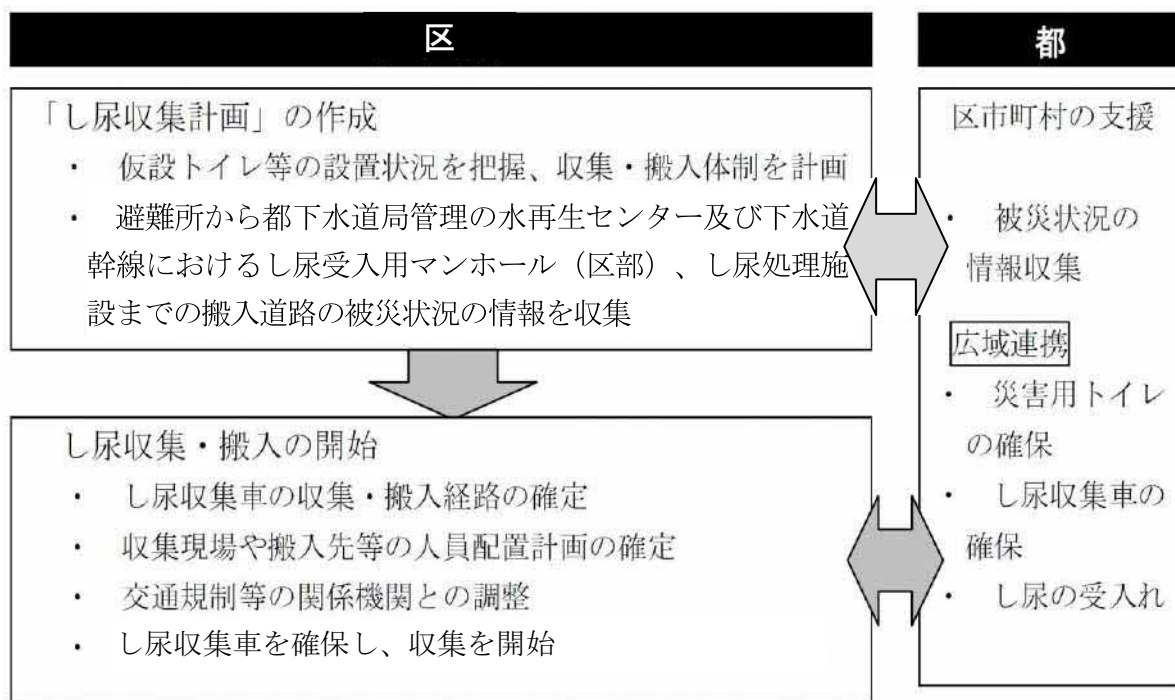 区
「し尿収集計画」の作成
・ 仮設トイレ等の設置状況を把握、収集・搬入体制を計画
・ 避難所から都下水道局管理の水再生センター及び下水道
幹線におけるし尿受入用マンホール（区部）、し尿処理施
設までの搬入道路の被災状況の情報を収集
し尿収集・搬入の開始
・ し尿収集車の収集・搬入経路の確定
・ 収集現場や搬入先等の人員配置計画の確定
・ 交通規制等の関係機関との調整
・ し尿収集車を確保し、収集を開始
都
区市町村の支援
・ 被災状況の
情報収集
広域連携
・ 災害用トイレ
の確保
・ し尿収集車の
確保
・ し尿の受入れ